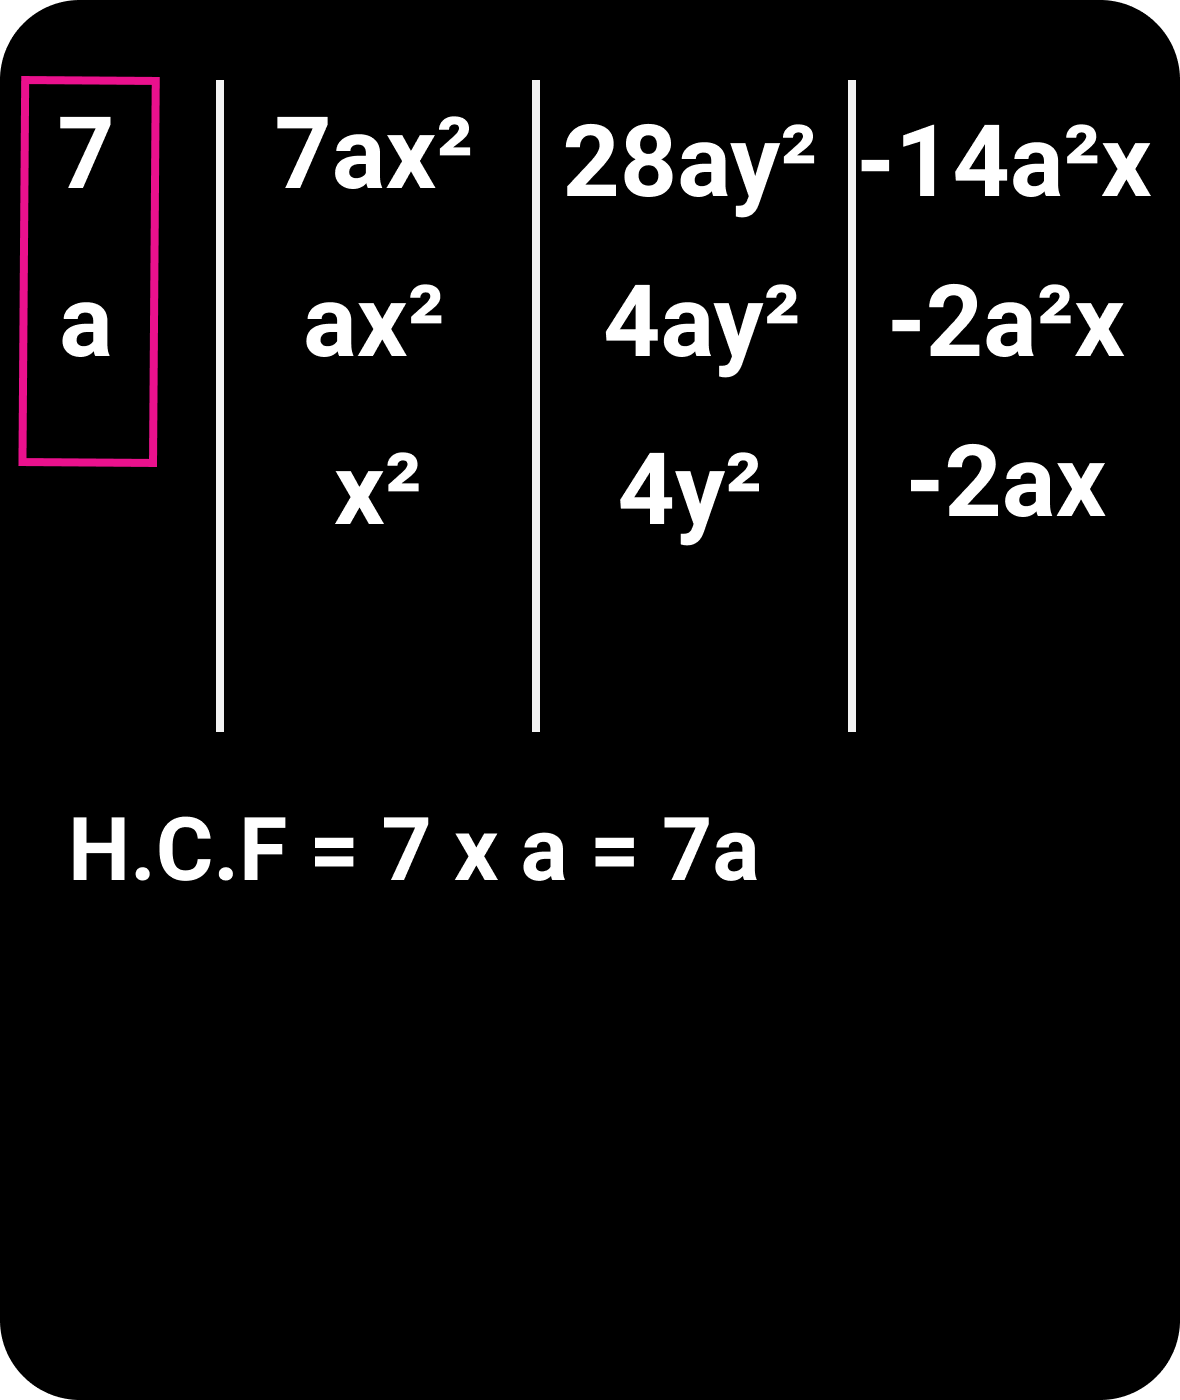 7 7ax² 28ay² -14a²x
a ax² 4ay² -2a²x
x² 4y² -2ax
H.C.F = 7 x a = 7a